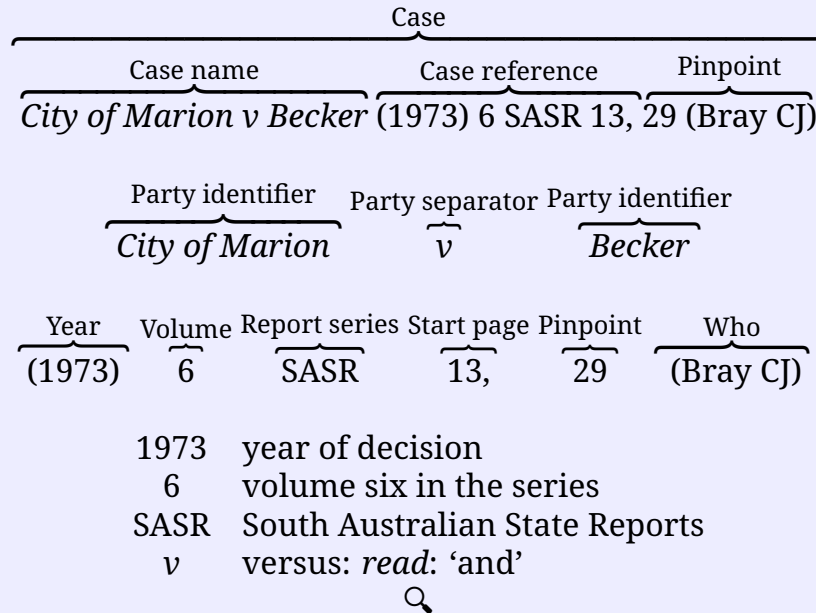 Case
Case name Case reference Pinpoint
City of Marion v Becker (1973) 6 SASR 13, 29 (Bray CJ)
Party identifier Party separator Party identifier
City of Marion v Becker
Year Volume Report series Start page Pinpoint Who
(1973) 6 SASR 13, 29 (Bray CJ)
1973 year of decision
6 volume six in the series
SASR South Australian State Reports
v versus: read: ‘and’